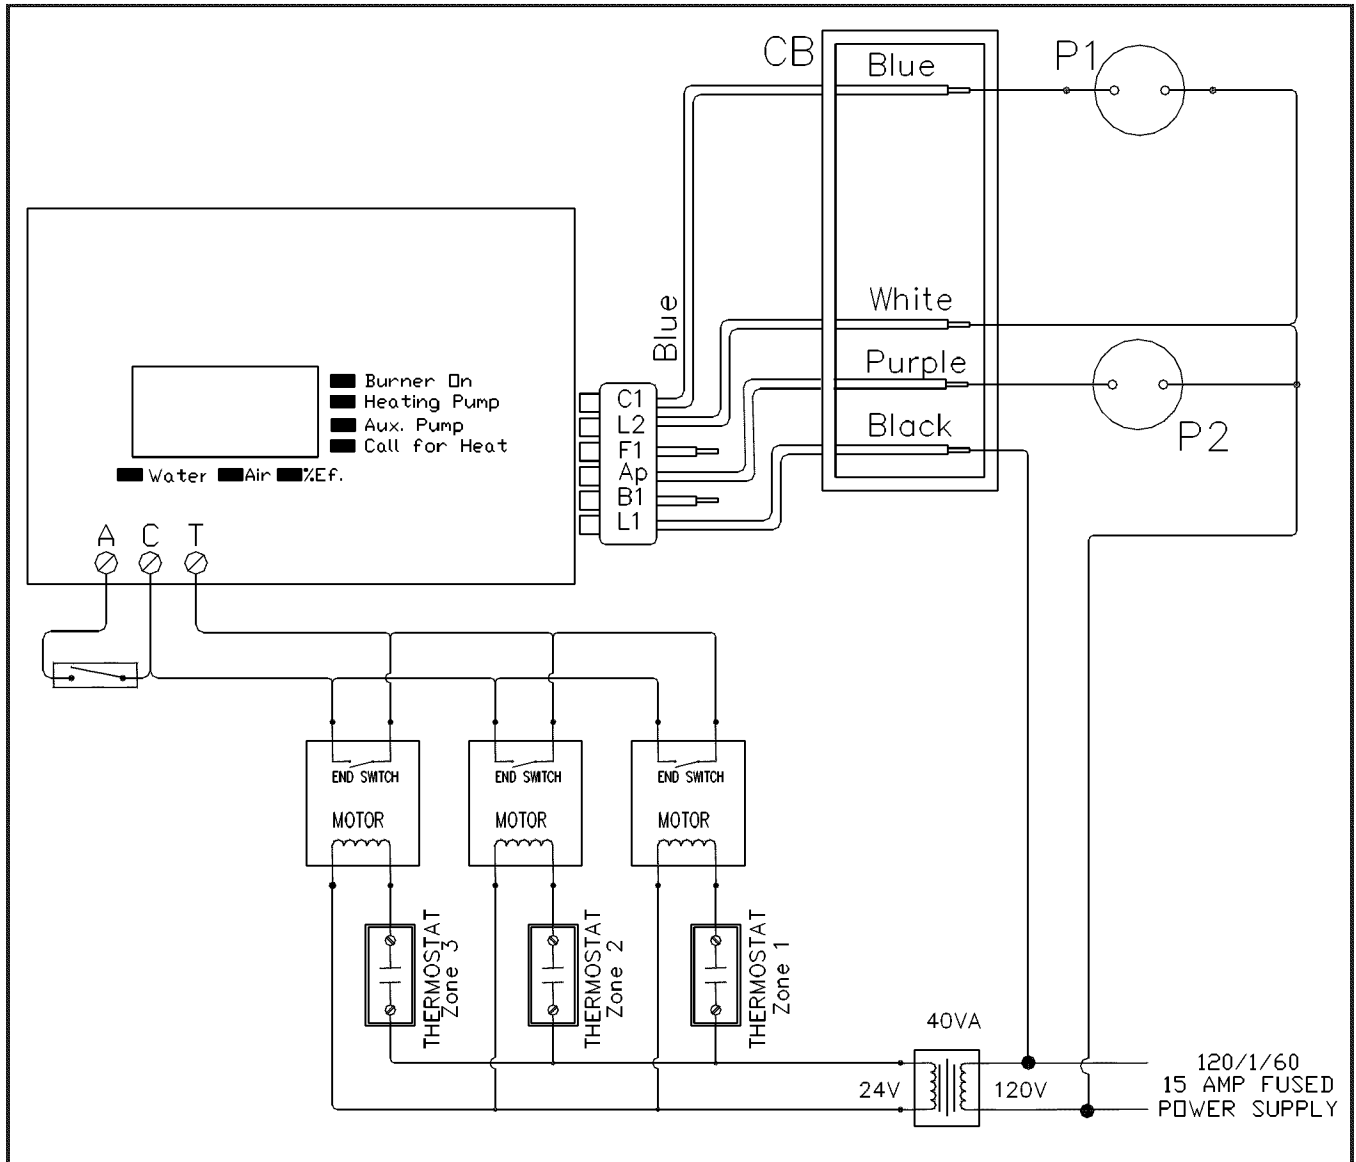 CB
Blue
P1
Blue
White
Purple
Black
P2
Burner On
Heating Pump
Aux. Pump
Call for Heat
Water
Air
%Ef.
C1
L2
F1
Ap
B1
L1
A
C
T
END SWITCH
END SWITCH
END SWITCH
MOTOR
MOTOR
MOTOR
THERMOSTAT
Zone 3
THERMOSTAT
Zone 2
THERMOSTAT
Zone 1
40VA
24V
120V
120/1/60
15 AMP FUSED
POWER SUPPLY